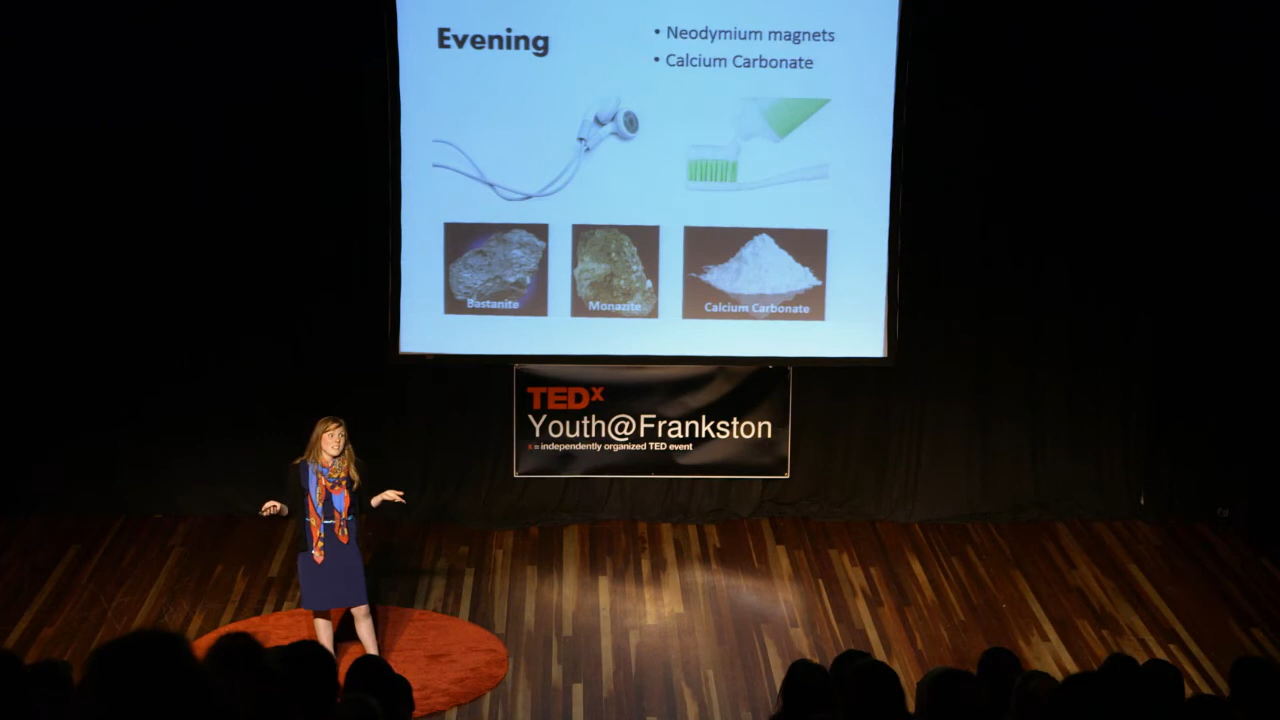 Evening
• Neodymium magnets
• Calcium Carbonate
Bastanite
Monazite
Calcium Carbonate
TEDx
Youth@Frankston
x = independently organized TED event